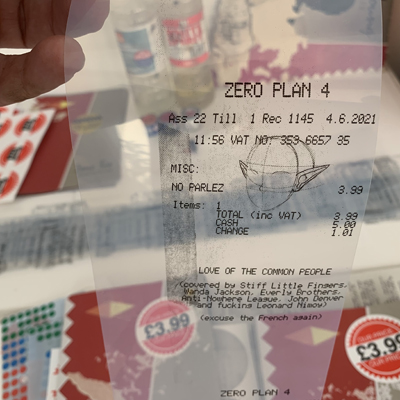 ZERO PLAN 4
Ass 22 Till 1 Rec 1145 4.6.2021
11:56 VAT NO: 353 6657 35
MISC:
NO PARLEZ 3.99
Items: 1
TOTAL (inc VAT) 3.99
CASH 5.00
CHANGE 1.01
LOVE OF THE COMMON PEOPLE
(covered by Stiff Little Fingers,
Wanda Jackson, Everly Brothers,
Anti-Nowhere League, John Denver
and fucking Leonard Nimoy)
(excuse the French again)
£3.99
£3.99
ZERO PLAN 4